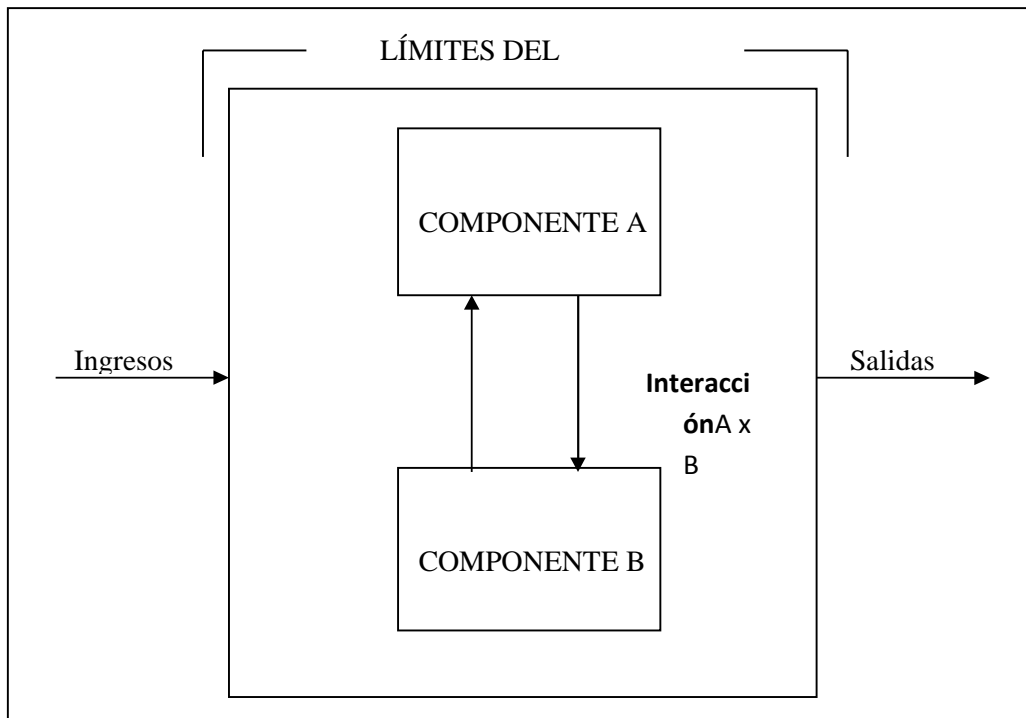 LÍMITES DEL
COMPONENTE A
Ingresos
Salidas
Interacci
ónA x
B
COMPONENTE B